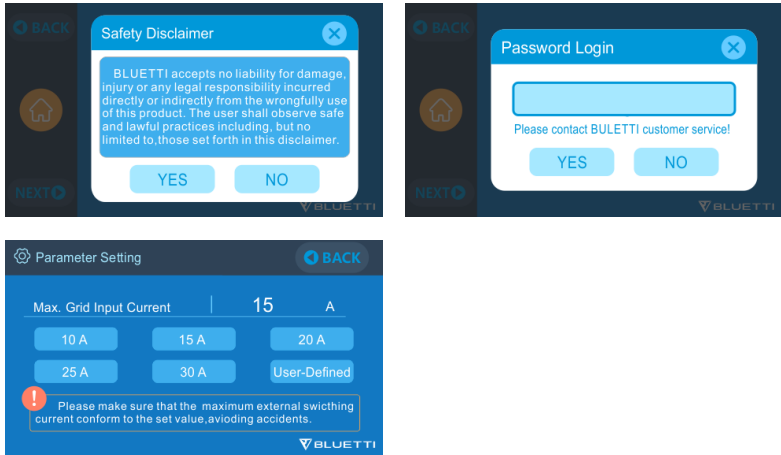 BACK
Safety Disclaimer
BLUETTI accepts no liability for damage,
injury or any legal responsibility incurred
directly or indirectly from the wrongfully use
of this product. The user shall observe safe
and lawful practices including, but no
limited to,those set forth in this disclaimer.
YES
NO
NEXT
BLUETTI
BACK
Password Login
Please contact BULETTI customer service!
YES
NO
NEXT
BLUETTI
Parameter Setting
BACK
Max. Grid Input Current
15
A
10 A
15 A
20 A
25 A
30 A
User-Defined
!
Please make sure that the maximum external swicthing
current conform to the set value,avioding accidents.
BLUETTI